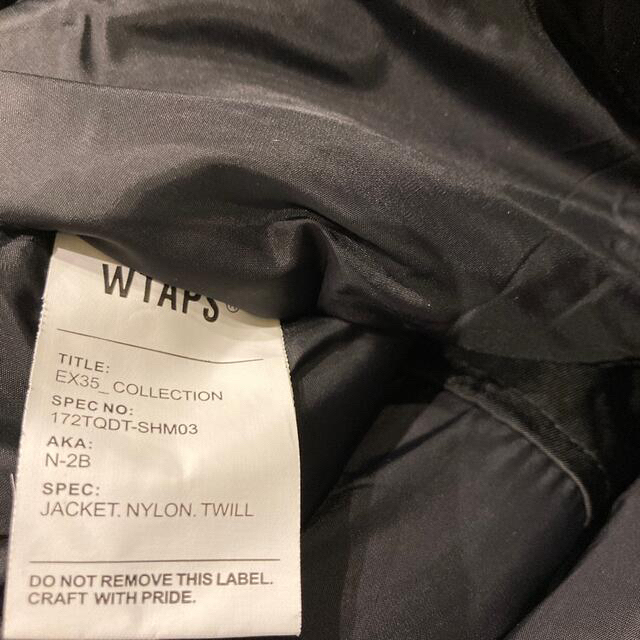 WTAPS®
TITLE:
EX35_COLLECTION
SPEC NO:
172TQDT-SHM03
AKA:
N-2B
SPEC:
JACKET. NYLON. TWILL
DO NOT REMOVE THIS LABEL.
CRAFT WITH PRIDE.